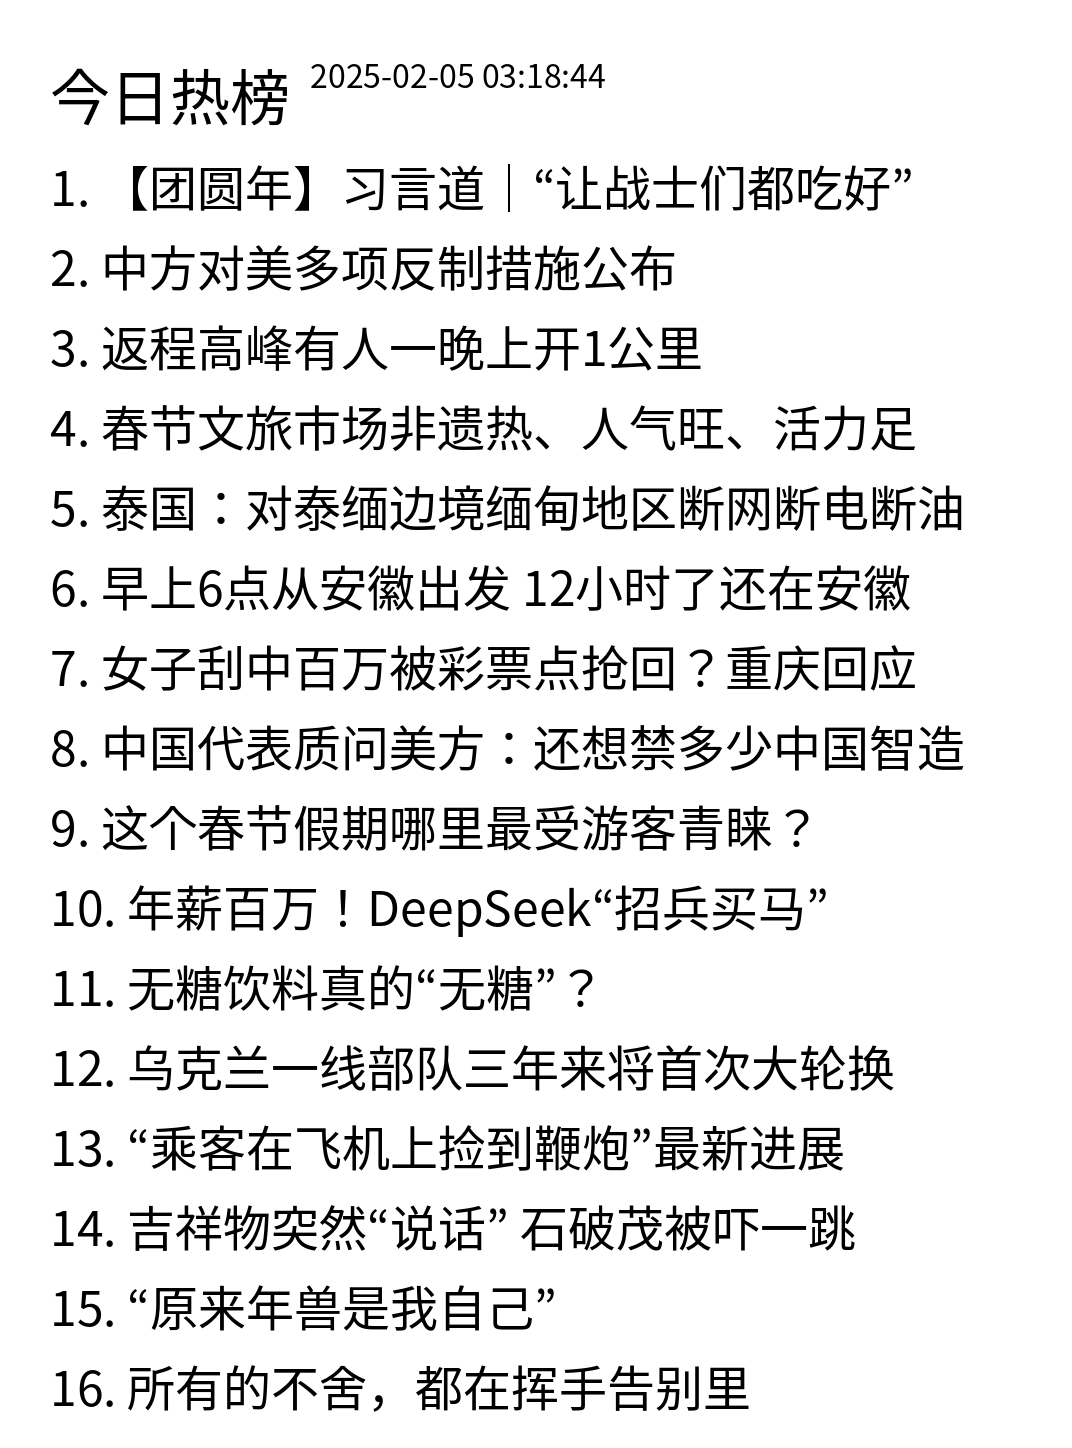 今日热榜 2025-02-05 03:18:44
1. 【团圆年】习言道｜“让战士们都吃好”
2. 中方对美多项反制措施公布
3. 返程高峰有人一晚上开1公里
4. 春节文旅市场非遗热、人气旺、活力足
5. 泰国：对泰缅边境缅甸地区断网断电断油
6. 早上6点从安徽出发 12小时了还在安徽
7. 女子刮中百万被彩票点抢回？重庆回应
8. 中国代表质问美方：还想禁多少中国智造
9. 这个春节假期哪里最受游客青睐？
10. 年薪百万！DeepSeek“招兵买马”
11. 无糖饮料真的“无糖”？
12. 乌克兰一线部队三年来将首次大轮换
13. “乘客在飞机上捡到鞭炮”最新进展
14. 吉祥物突然“说话” 石破茂被吓一跳
15. “原来年兽是我自己”
16. 所有的不舍，都在挥手告别里